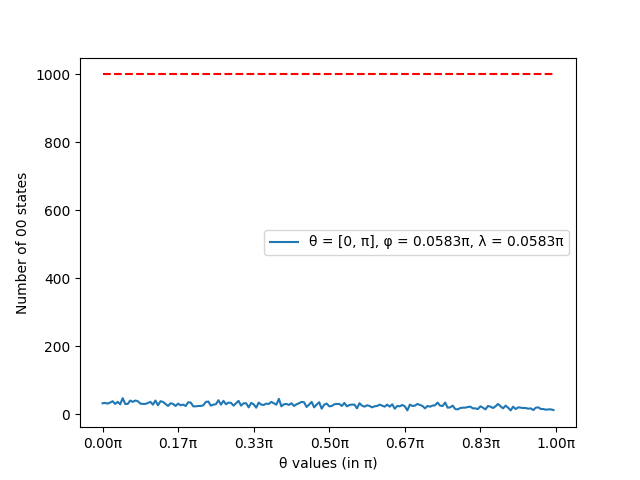 1000
800
600
400
200
0
Number of 00 states
θ = [0, π], φ = 0.0583π, λ = 0.0583π
0.00π 0.17π 0.33π 0.50π 0.67π 0.83π 1.00π
θ values (in π)